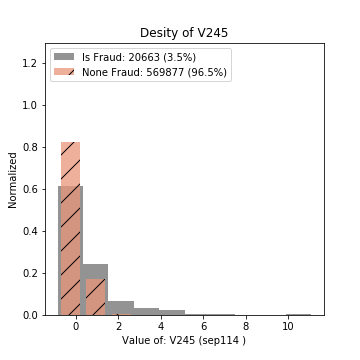 Desity of V245
Is Fraud: 20663 (3.5%)
None Fraud: 569877 (96.5%)
Normalized
1.2
1.0
0.8
0.6
0.4
0.2
0.0
0 2 4 6 8 10
Value of: V245 (sep114 )